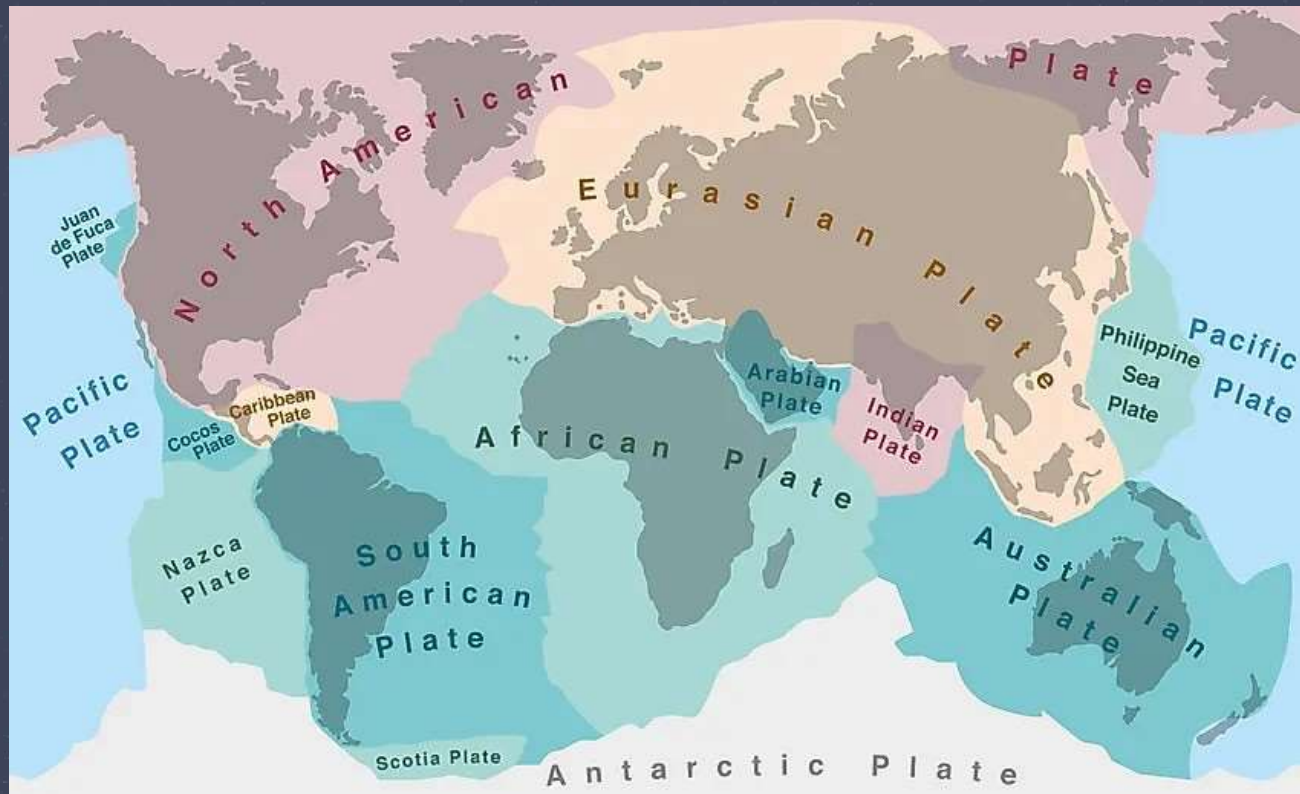 North American
Plate
Eurasian Plate
Juan
de Fuca
Plate
Pacific
Plate
Philippine
Sea
Plate
Pacific
Plate
Arabian
Plate
Caribbean
Plate
Cocos
Plate
Indian
Plate
African Plate
Nazca
Plate
South
American
Plate
Australian
Plate
Scotia Plate
Antarctic Plate